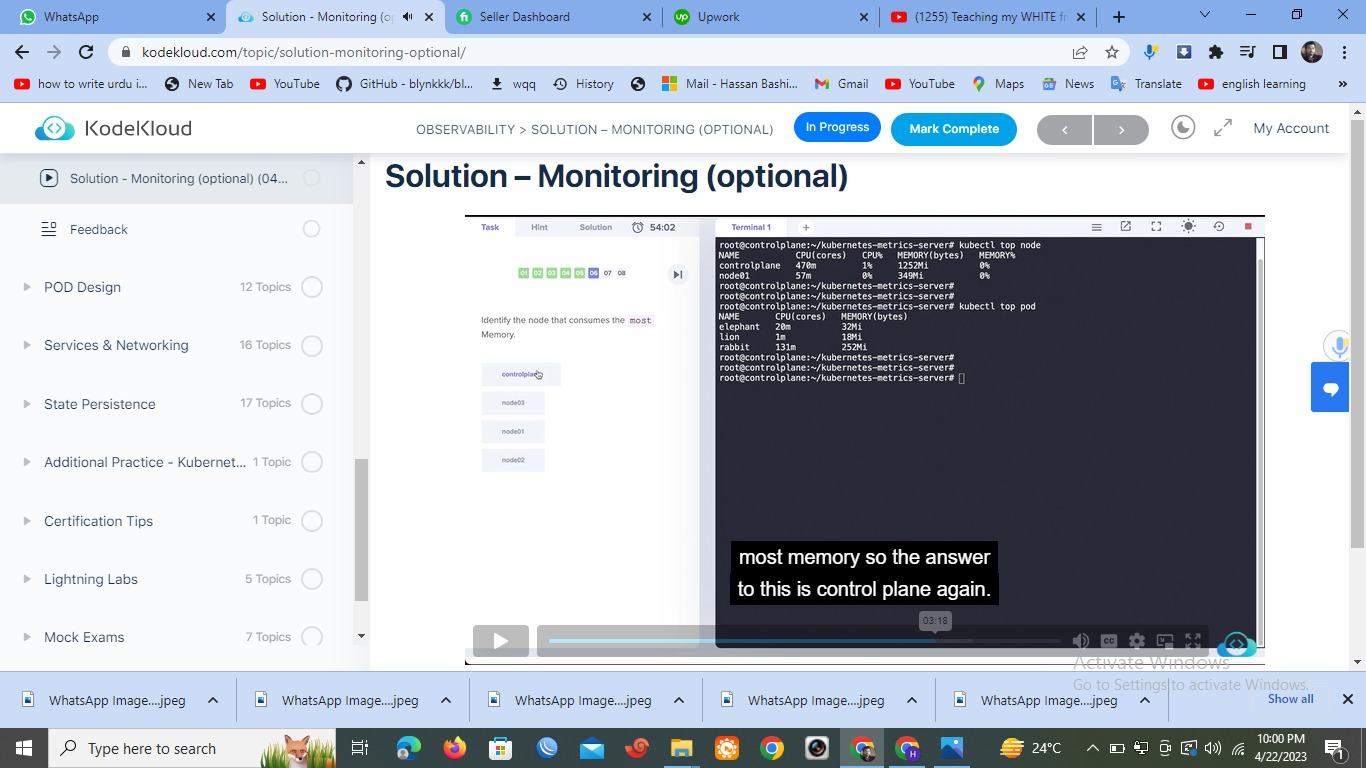 WhatsApp
Solution - Monitoring (o
Seller Dashboard
Upwork
(1255) Teaching my WHITE fr
kodekloud.com/topic/solution-monitoring-optional/
how to write urdu i...
New Tab
YouTube
GitHub - blynkkk/bl...
wqq
History
Mail - Hassan Bashi...
Gmail
YouTube
Maps
News
Translate
english learning
KodeKloud
OBSERVABILITY > SOLUTION – MONITORING (OPTIONAL)
In Progress
Mark Complete
My Account
Solution - Monitoring (optional) (04...
Feedback
POD Design 12 Topics
Services & Networking 16 Topics
State Persistence 17 Topics
Additional Practice - Kubernet... 1 Topic
Certification Tips 1 Topic
Lightning Labs 5 Topics
Mock Exams 7 Topics
Solution – Monitoring (optional)
Task Hint Solution 54:02
01 02 03 04 05 06 07 08
Identify the node that consumes the most
Memory.
controlplane
node03
node01
node02
Terminal 1 +
root@controlplane:~/kubernetes-metrics-server# kubectl top node
NAME CPU(cores) CPU% MEMORY(bytes) MEMORY%
controlplane 470m 1% 1252Mi 0%
node01 57m 0% 349Mi 0%
root@controlplane:~/kubernetes-metrics-server#
root@controlplane:~/kubernetes-metrics-server#
root@controlplane:~/kubernetes-metrics-server# kubectl top pod
NAME CPU(cores) MEMORY(bytes)
elephant 20m 32Mi
lion 1m 18Mi
rabbit 131m 252Mi
root@controlplane:~/kubernetes-metrics-server#
root@controlplane:~/kubernetes-metrics-server#
root@controlplane:~/kubernetes-metrics-server#
most memory so the answer
to this is control plane again.
03:18
CC
Activate Windows
Go to Settings to activate Windows.
WhatsApp Image....jpeg
WhatsApp Image....jpeg
WhatsApp Image....jpeg
WhatsApp Image....jpeg
WhatsApp Image....jpeg
Show all
Type here to search
24°C
10:00 PM
4/22/2023
1